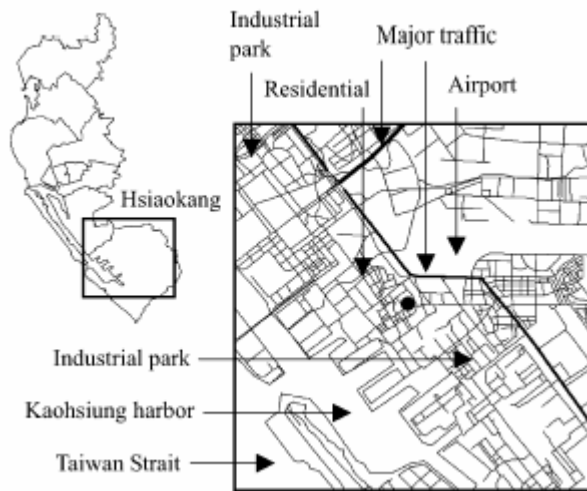 Industrial
park
Major traffic
Residential
Airport
Hsiaokang
Industrial park
Kaohsiung harbor
Taiwan Strait